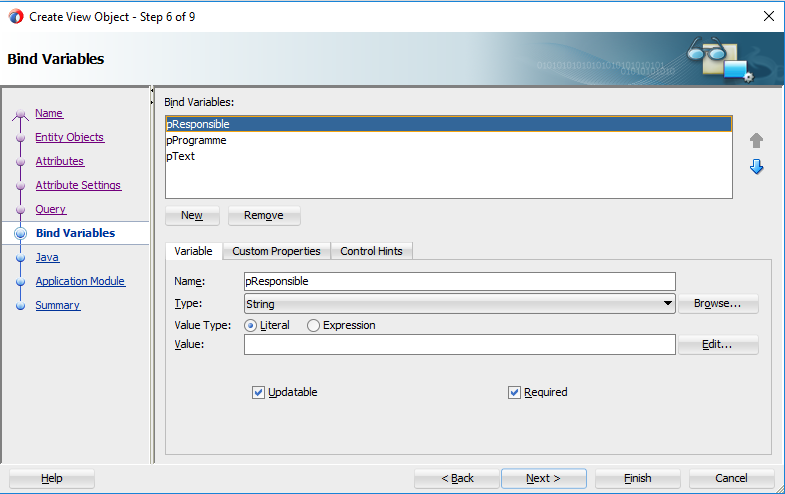 Create View Object - Step 6 of 9
Bind Variables
010101010101010101010101
0101010101010
Name
Entity Objects
Attributes
Attribute Settings
Query
Bind Variables
Java
Application Module
Summary
Bind Variables:
pResponsible
pProgramme
pText
New Remove
Variable Custom Properties Control Hints
Name: pResponsible
Type: String Browse...
Value Type: Literal Expression
Value: Edit...
Updatable Required
Help < Back Next > Finish Cancel